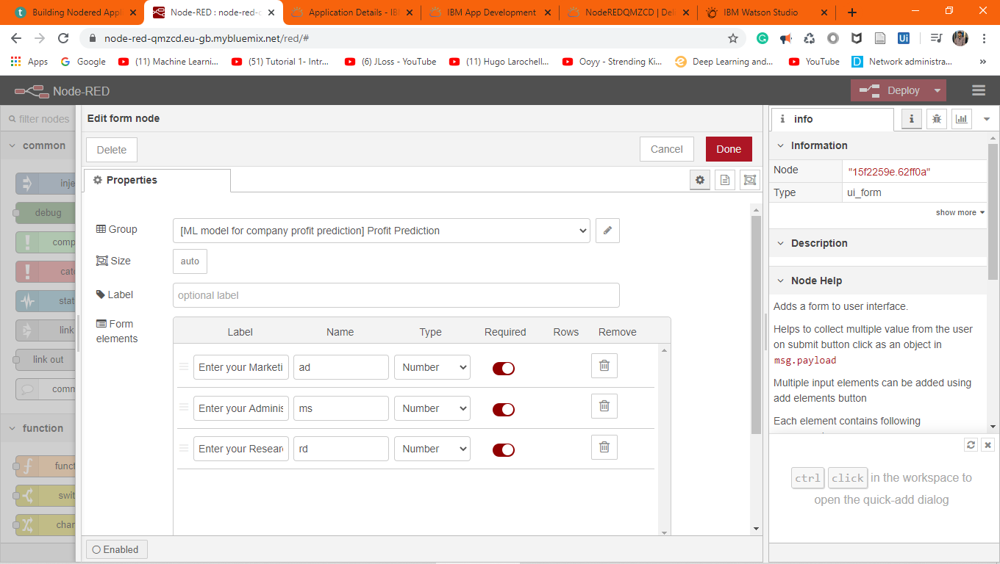 Building Nodered Appl
Node-RED : node-red-q
Application Details - IBM
IBM App Development
NodeREDQMZCD | Deli
IBM Watson Studio
node-red-qmzcd.eu-gb.mybluemix.net/red/#
Apps
Google
(11) Machine Learni...
(51) Tutorial 1- Intr...
(6) JLoss - YouTube
(11) Hugo Larochell...
Ooyy - Strending Ki...
Deep Learning and...
YouTube
Network administra...
»
Node-RED
Deploy
filter nodes
common
inje
debug
comp
catc
stat
link
link out
comm
function
funct
swit
char
Edit form node
Delete
Cancel
Done
Properties
Group
[ML model for company profit prediction] Profit Prediction
Size
auto
Label
optional label
Form
elements
Label Name Type Required Rows Remove
Enter your Marketi ad Number
Enter your Adminis ms Number
Enter your Resear rd Number
Enabled
info
Information
Node "15f2259e.62ff0a"
Type ui_form
show more
Description
Node Help
Adds a form to user interface.
Helps to collect multiple value from the user
on submit button click as an object in
msg.payload
Multiple input elements can be added using
add elements button
Each element contains following
ctrl click in the workspace to
open the quick-add dialog